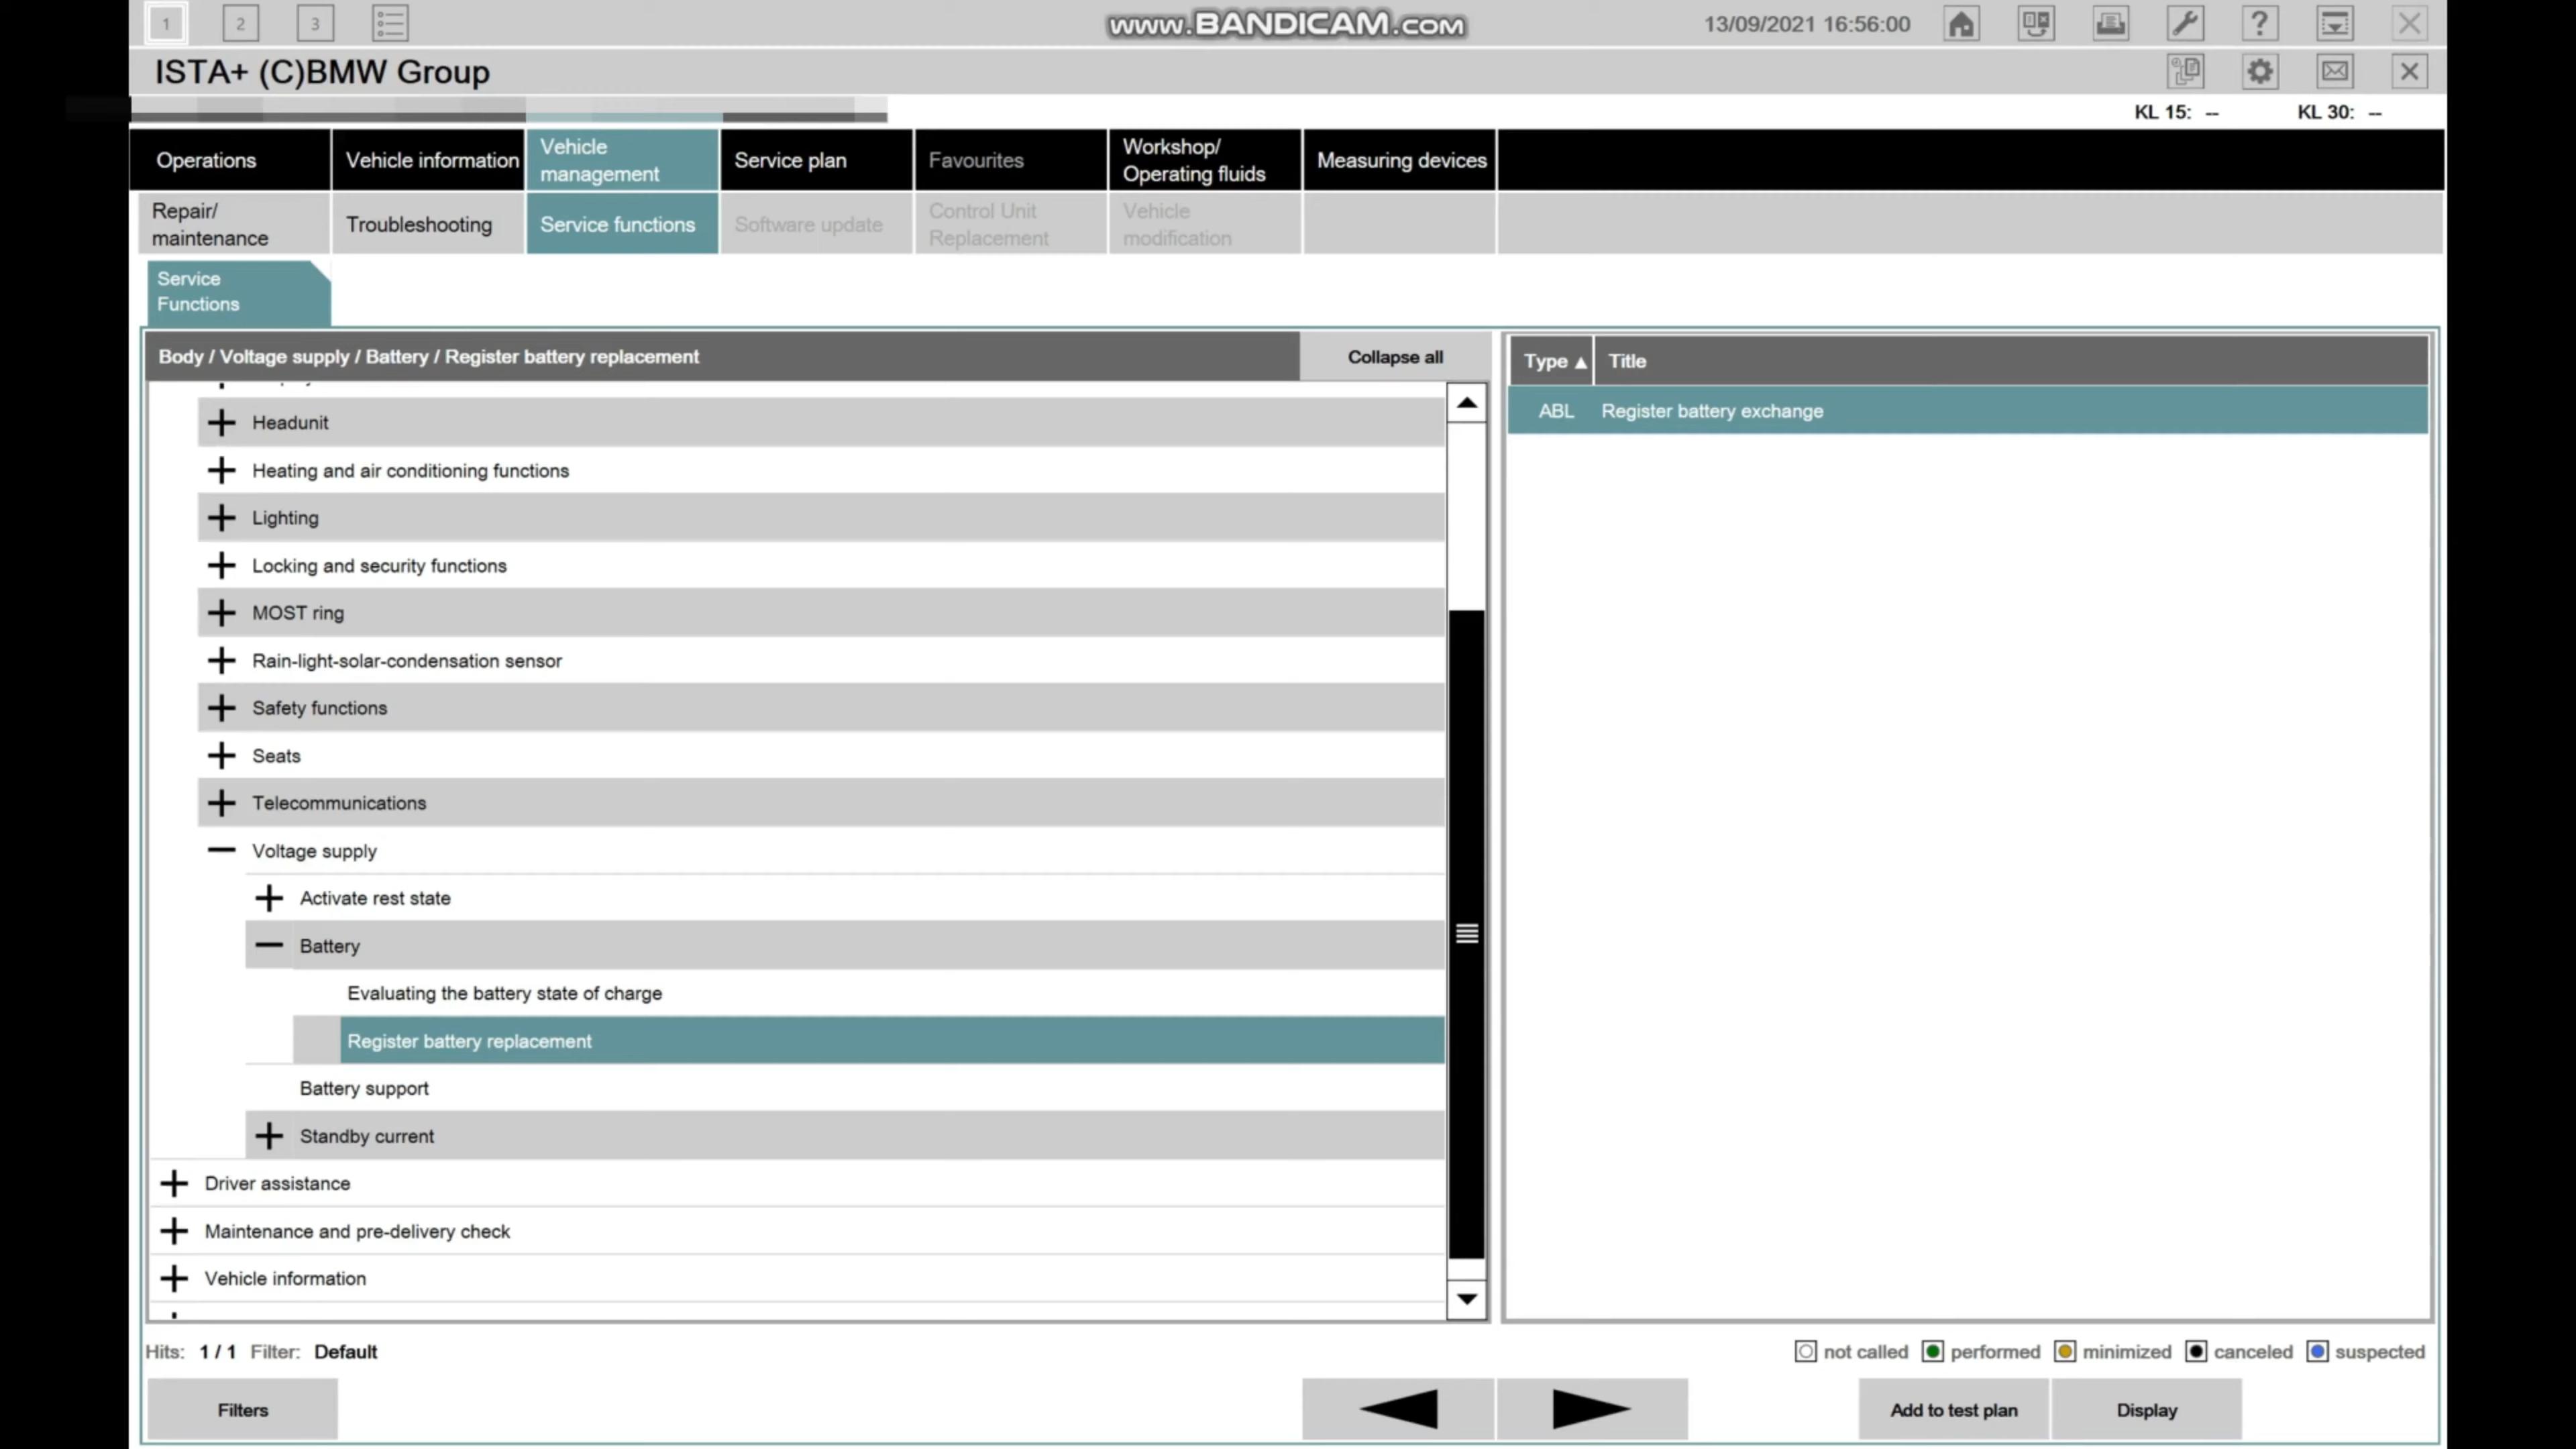 1 2 3
www.BANDICAM.com
13/09/2021 16:56:00
?
ISTA+ (C)BMW Group
KL 15: -- KL 30: --
Operations
Vehicle information
Vehicle
management
Service plan
Favourites
Workshop/
Operating fluids
Measuring devices
Repair/
maintenance
Troubleshooting
Service functions
Software update
Control Unit
Replacement
Vehicle
modification
Service
Functions
Body / Voltage supply / Battery / Register battery replacement
Collapse all
Headunit
Heating and air conditioning functions
Lighting
Locking and security functions
MOST ring
Rain-light-solar-condensation sensor
Safety functions
Seats
Telecommunications
Voltage supply
Activate rest state
Battery
Evaluating the battery state of charge
Register battery replacement
Battery support
Standby current
Driver assistance
Maintenance and pre-delivery check
Vehicle information
Type ▲ Title
ABL Register battery exchange
Hits: 1 / 1 Filter: Default
not called performed minimized canceled suspected
Filters
Add to test plan
Display